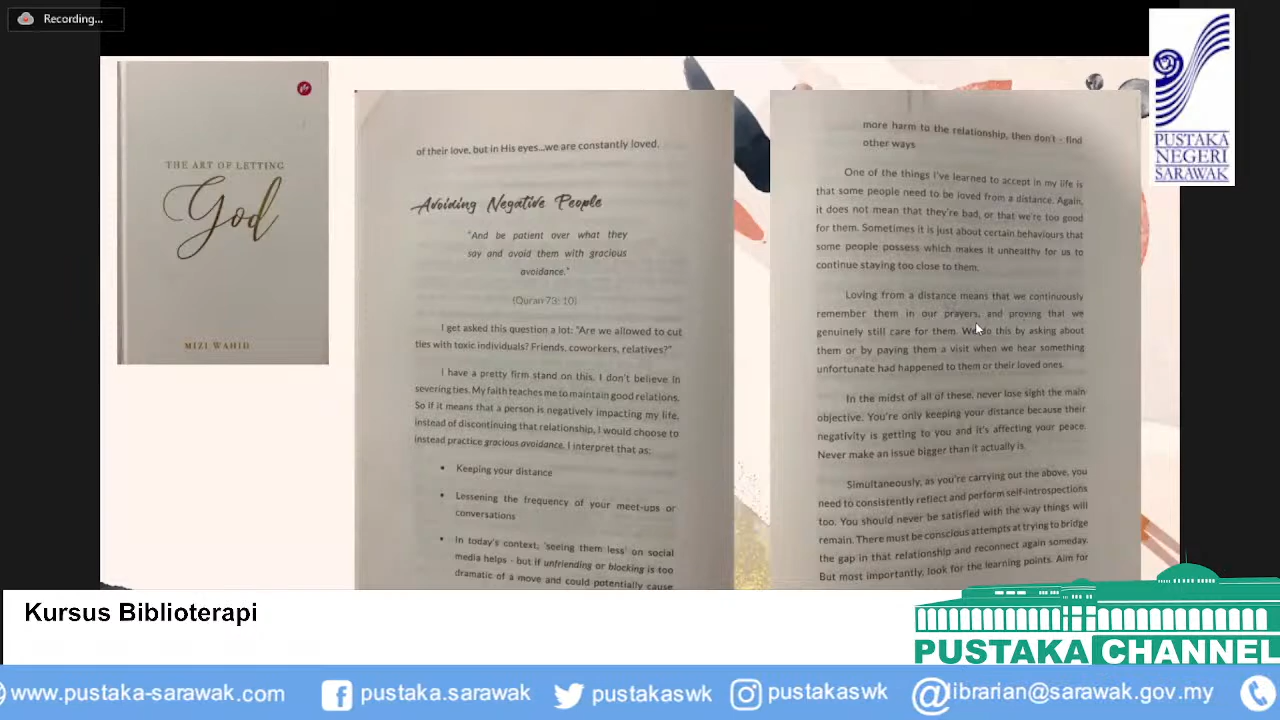 Recording...
THE ART OF LETTING
God
MIZI WAHID
of their love, but in His eyes...we are constantly loved.
Avoiding Negative People
"And be patient over what they
say and avoid them with gracious
avoidance."
(Quran 73: 10)
I get asked this question a lot: "Are we allowed to cut
ties with toxic individuals? Friends, coworkers, relatives?"
I have a pretty firm stand on this. I don't believe in
severing ties. My faith teaches me to maintain good relations.
So if it means that a person is negatively impacting my life,
instead of discontinuing that relationship, I would choose to
instead practice gracious avoidance. I interpret that as:
• Keeping your distance
• Lessening the frequency of your meet-ups or
conversations
• In today's context, 'seeing them less' on social
media helps - but if unfriending or blocking is too
dramatic of a move and could potentially cause
more harm to the relationship, then don't - find
other ways
One of the things I've learned to accept in my life is
that some people need to be loved from a distance. Again,
it does not mean that they're bad, or that we're too good
for them. Sometimes it is just about certain behaviours that
some people possess which makes it unhealthy for us to
continue staying too close to them.
Loving from a distance means that we continuously
remember them in our prayers, and proving that we
genuinely still care for them. We do this by asking about
them or by paying them a visit when we hear something
unfortunate had happened to them or their loved ones.
In the midst of all of these, never lose sight the main
objective. You're only keeping your distance because their
negativity is getting to you and it's affecting your peace.
Never make an issue bigger than it actually is.
Simultaneously, as you're carrying out the above, you
need to consistently reflect and perform self-introspections
too. You should never be satisfied with the way things will
remain. There must be conscious attempts at trying to bridge
the gap in that relationship and reconnect again someday.
But most importantly, look for the learning points. Aim for
PUSTAKA
NEGERI
SARAWAK
Kursus Biblioterapi
PUSTAKA CHANNEL
www.pustaka-sarawak.com
pustaka.sarawak
pustakaswk
pustakaswk
@librarian@sarawak.gov.my